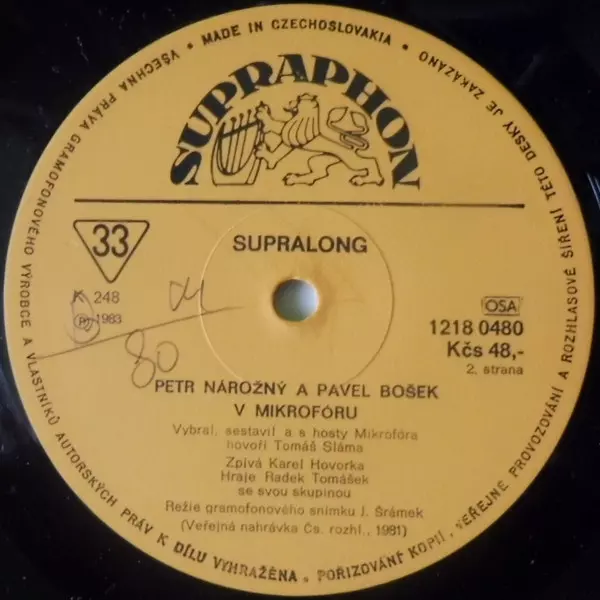 MADE IN CZECHOSLOVAKIA • VŠECHNA PRÁVA GRAMOFONOVÉHO VÝROBCE A VLASTNÍKŮ AUTORSKÝCH PRÁV K DÍLU VYHRAŽENA. POŘIZOVÁNÍ KOPIÍ, VEŘEJNÉ PROVOZOVÁNÍ A ROZHLASOVÉ ŠÍŘENÍ TÉTO DESKY JE ZAKÁZÁNO •
SUPRAPHON
33
SUPRALONG
K 248
Ⓟ 1983
80
OSA
1218 0480
Kčs 48,-
2. strana
PETR NÁROŽNÝ A PAVEL BOŠEK
V MIKROFÓRU
Vybral, sestavil a s hosty Mikrofóra
hovoří Tomáš Sláma
Zpívá Karel Hovorka
Hraje Radek Tomášek
se svou skupinou
Režie gramofonového snímku J. Šrámek
(Veřejná nahrávka Čs. rozhl., 1981)